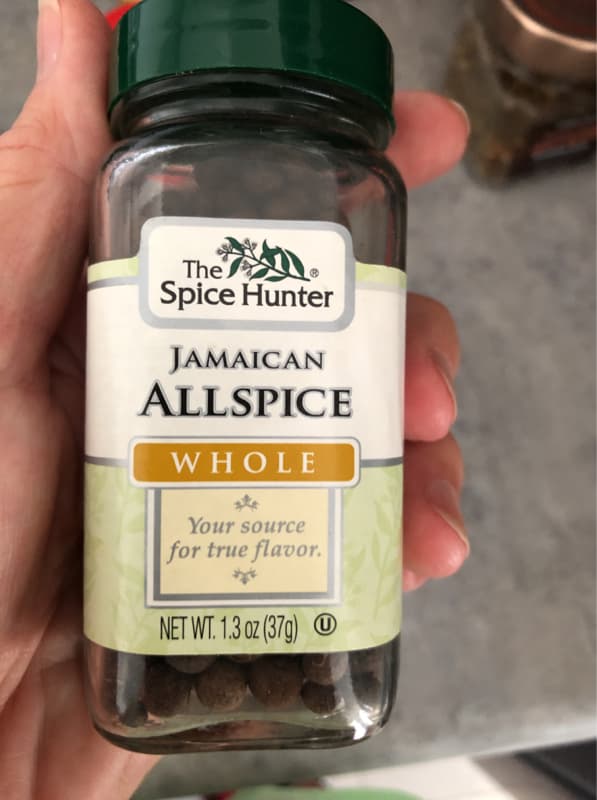 The
Spice Hunter®
JAMAICAN
ALLSPICE
WHOLE
Your source
for true flavor.
NET WT. 1.3 oz (37g) Ⓤ